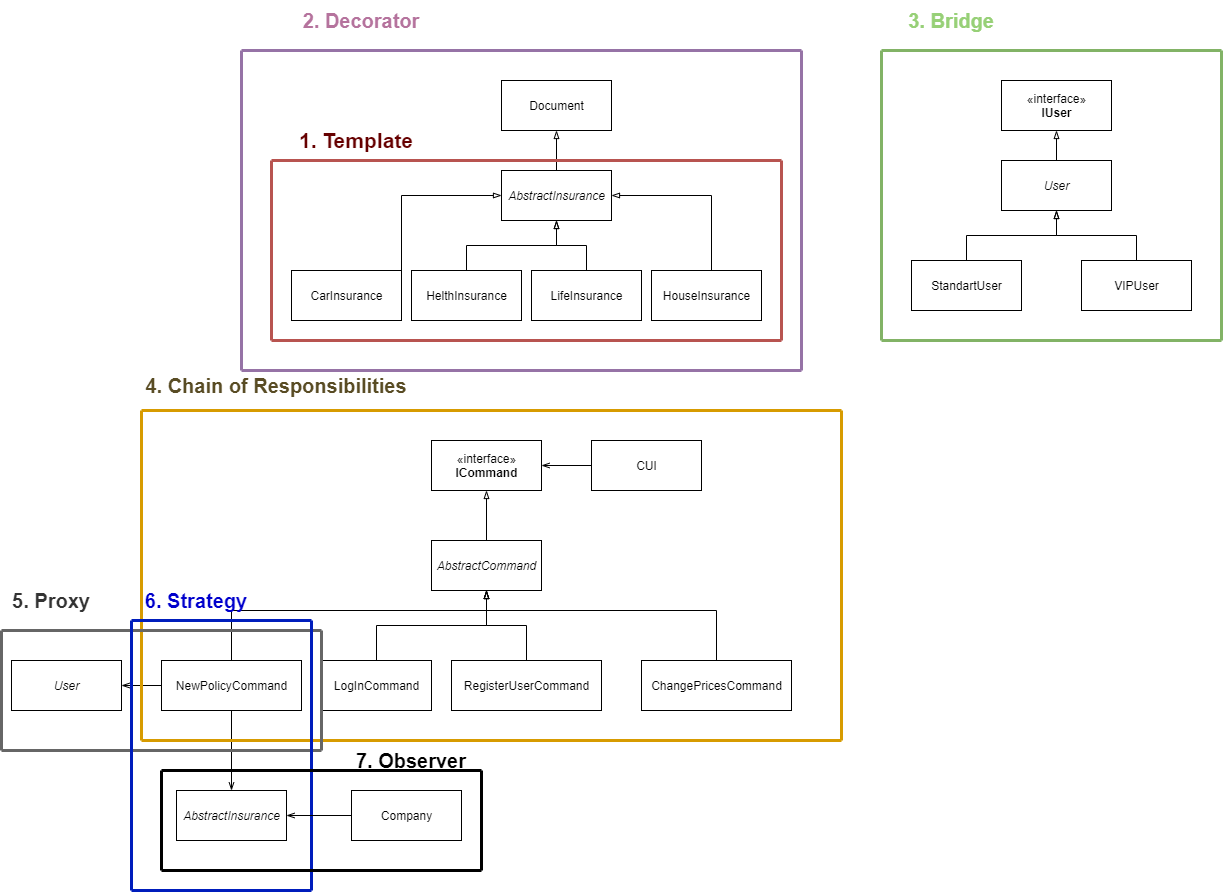 2. Decorator
3. Bridge
Document
«interface»
IUser
1. Template
AbstractInsurance
User
CarInsurance
HelthInsurance
LifeInsurance
HouseInsurance
StandartUser
VIPUser
4. Chain of Responsibilities
«interface»
ICommand
CUI
AbstractCommand
5. Proxy
6. Strategy
User
NewPolicyCommand
LogInCommand
RegisterUserCommand
ChangePricesCommand
7. Observer
AbstractInsurance
Company